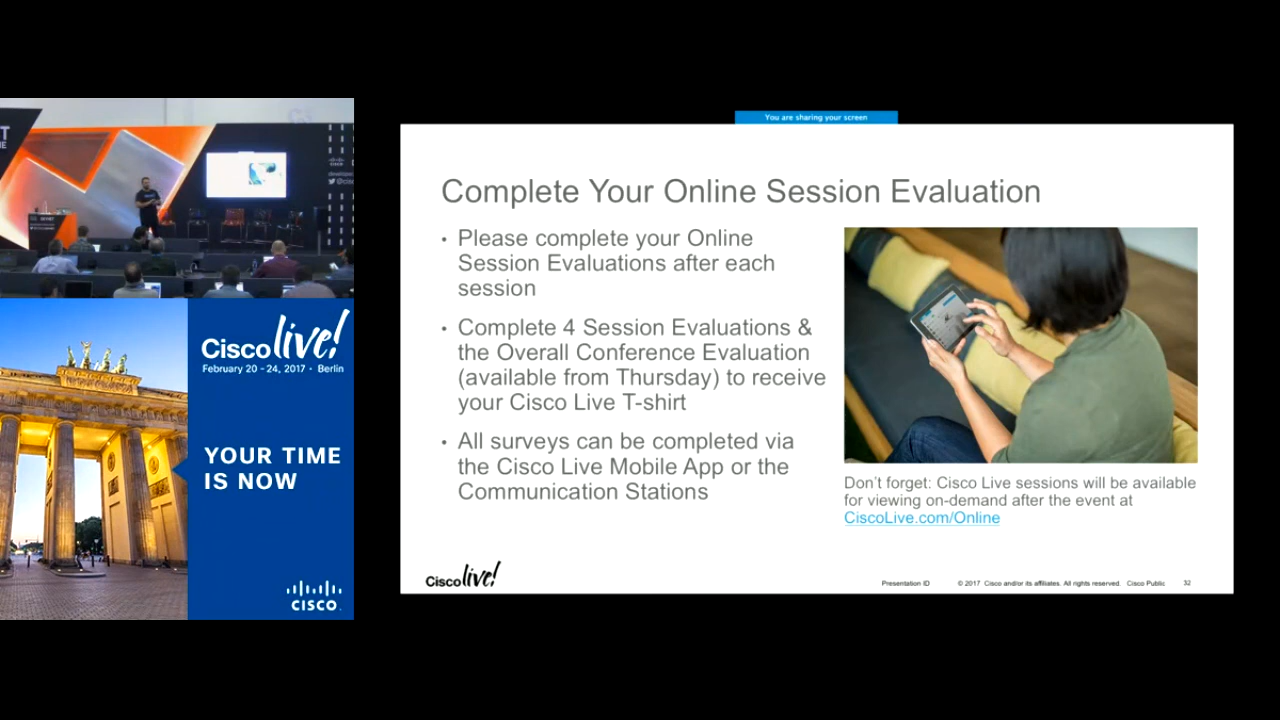 You are sharing your screen
Complete Your Online Session Evaluation
• Please complete your Online
Session Evaluations after each
session
• Complete 4 Session Evaluations &
the Overall Conference Evaluation
(available from Thursday) to receive
your Cisco Live T-shirt
• All surveys can be completed via
the Cisco Live Mobile App or the
Communication Stations
Don't forget: Cisco Live sessions will be available
for viewing on-demand after the event at
CiscoLive.com/Online
Cisco live!
Presentation ID © 2017 Cisco and/or its affiliates. All rights reserved. Cisco Public 32
Cisco live!
February 20 - 24, 2017 • Berlin
YOUR TIME
IS NOW
CISCO